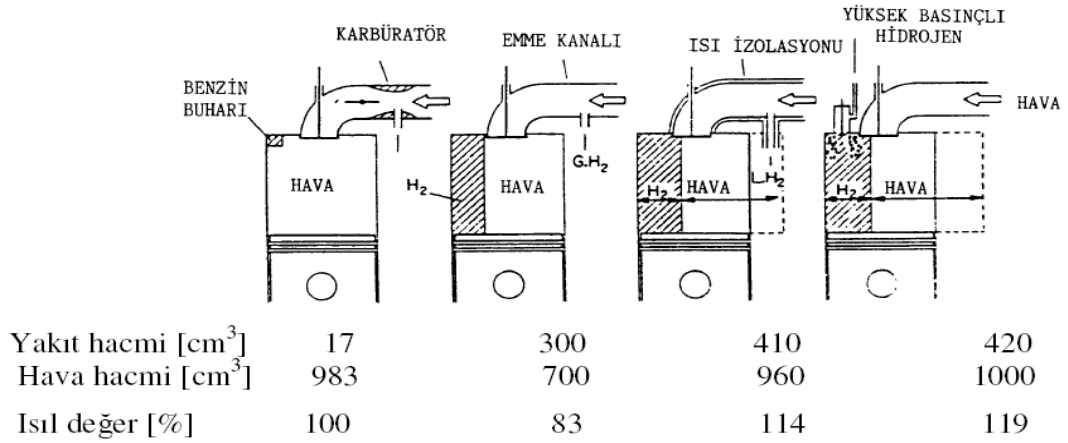 KARBÜRATÖR
EMME KANALI
ISI İZOLASYONU
YÜKSEK BASINÇLI
HİDROJEN
BENZİN
BUHARI
HAVA
HAVA
H₂
HAVA
G.H₂
H₂
HAVA
LH₂
H₂
HAVA
Yakıt hacmi [cm³] 17 300 410 420
Hava hacmi [cm³] 983 700 960 1000
Isıl değer [%] 100 83 114 119